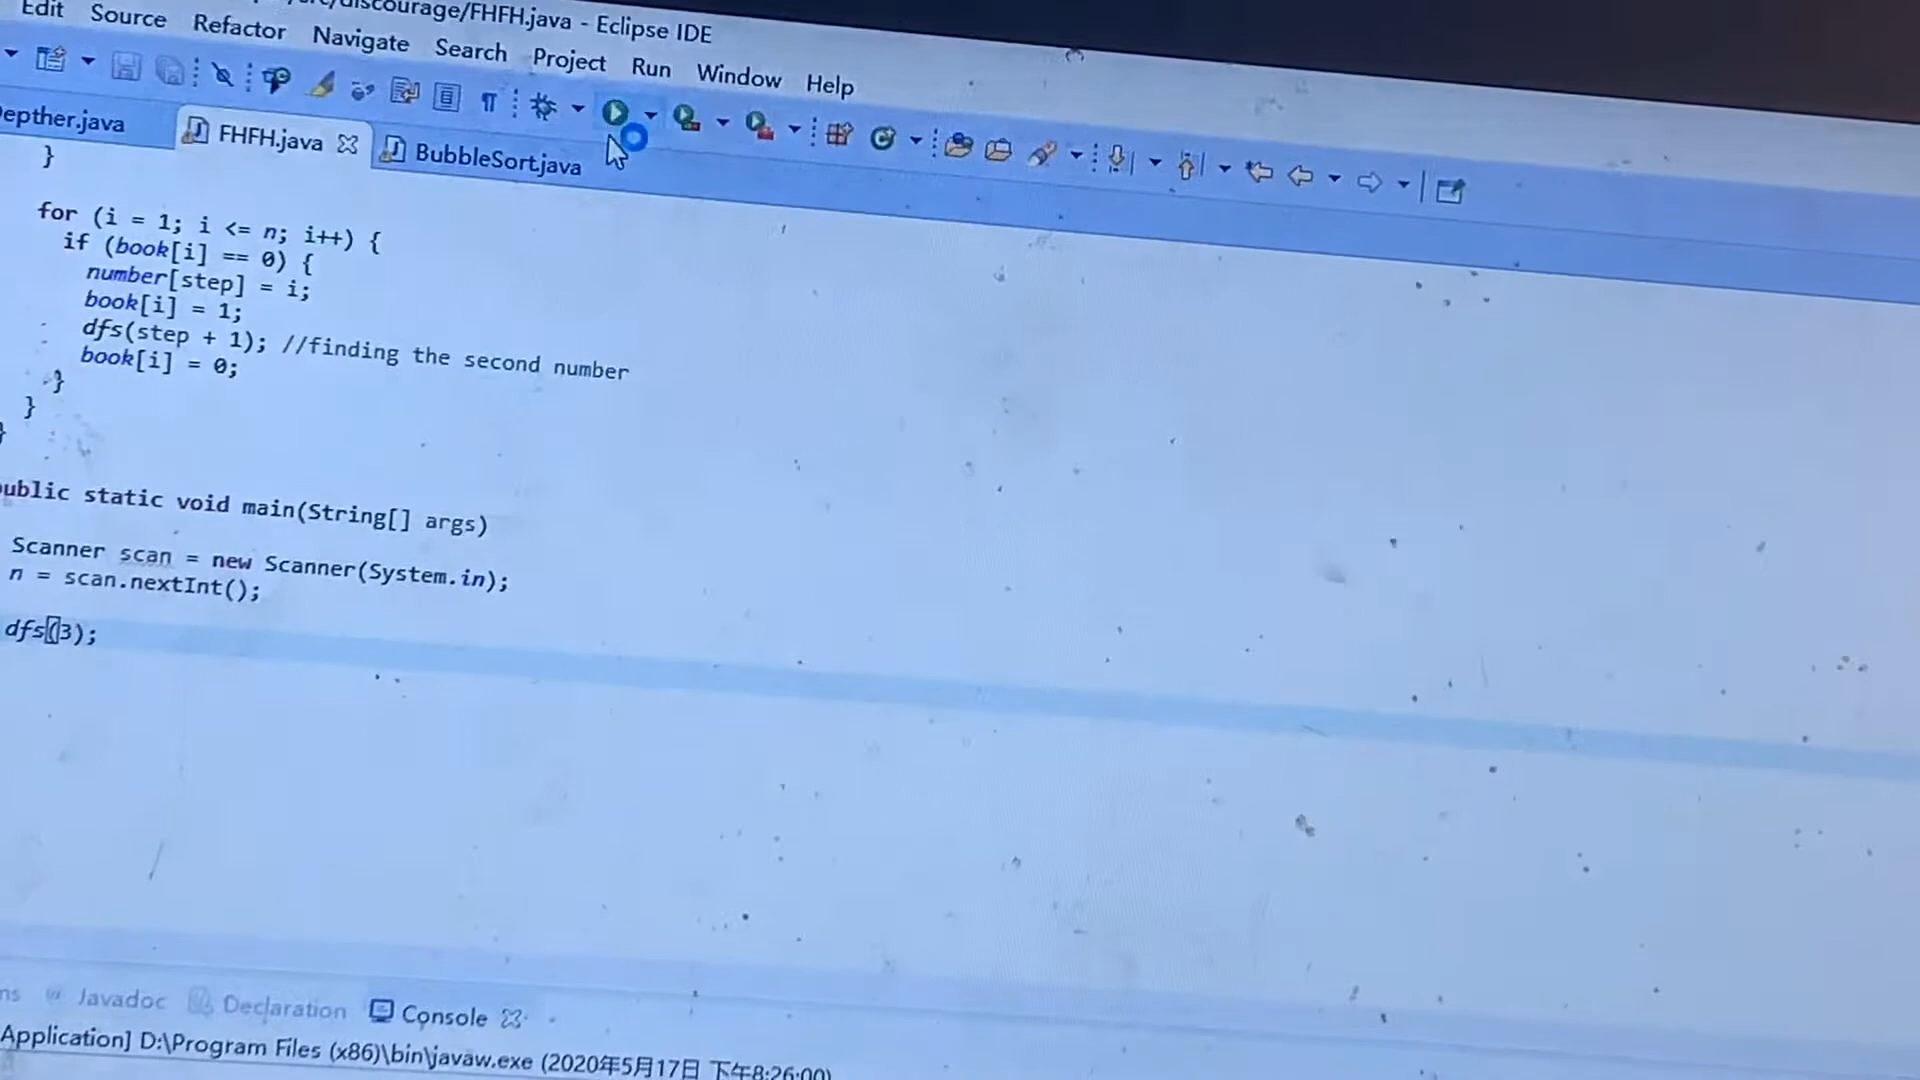 discourage/FHFH.java - Eclipse IDE
Edit Source Refactor Navigate Search Project Run Window Help
epther.java FHFH.java BubbleSort.java
}
for (i = 1; i <= n; i++) {
if (book[i] == 0) {
number[step] = i;
book[i] = 1;
dfs(step + 1); //finding the second number
book[i] = 0;
}
}
}
public static void main(String[] args)
Scanner scan = new Scanner(System.in);
n = scan.nextInt();
dfs(3);
ns @ Javadoc Declaration Console
Application] D:\Program Files (x86)\bin\javaw.exe (2020年5月17日 下午8:26:00)